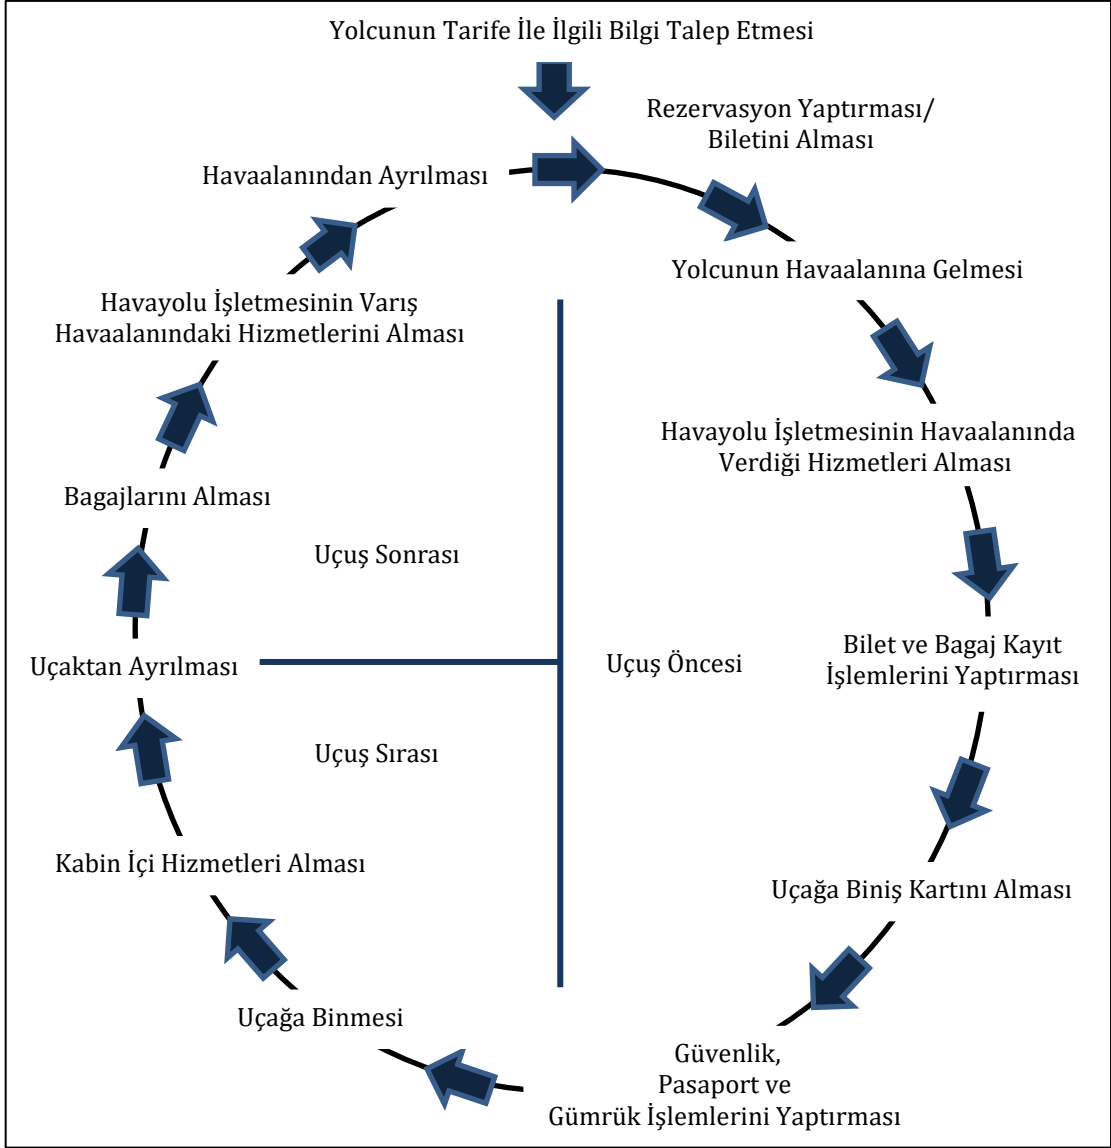 Yolcunun Tarife İle İlgili Bilgi Talep Etmesi
Rezervasyon Yaptırması/
Biletini Alması
Yolcunun Havaalanına Gelmesi
Havayolu İşletmesinin Havaalanında
Verdiği Hizmetleri Alması
Bilet ve Bagaj Kayıt
İşlemlerini Yaptırması
Uçağa Biniş Kartını Alması
Güvenlik,
Pasaport ve
Gümrük İşlemlerini Yaptırması
Uçağa Binmesi
Kabin İçi Hizmetleri Alması
Uçaktan Ayrılması
Bagajlarını Alması
Havayolu İşletmesinin Varış
Havaalanındaki Hizmetlerini Alması
Havaalanından Ayrılması
Uçuş Öncesi
Uçuş Sırası
Uçuş Sonrası